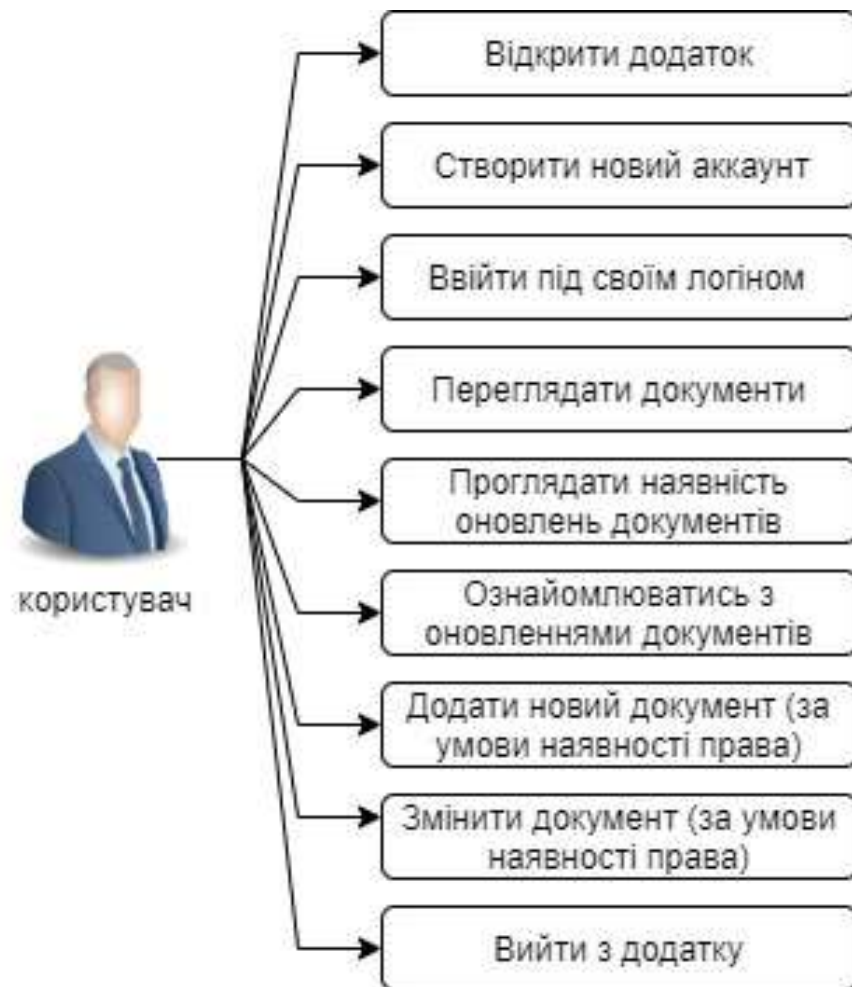 Відкрити додаток
Створити новий аккаунт
Ввійти під своїм логіном
Переглядати документи
Проглядати наявність
оновлень документів
Ознайомлюватись з
оновленнями документів
Додати новий документ (за
умови наявності права)
Змінити документ (за умови
наявності права)
Вийти з додатку
користувач